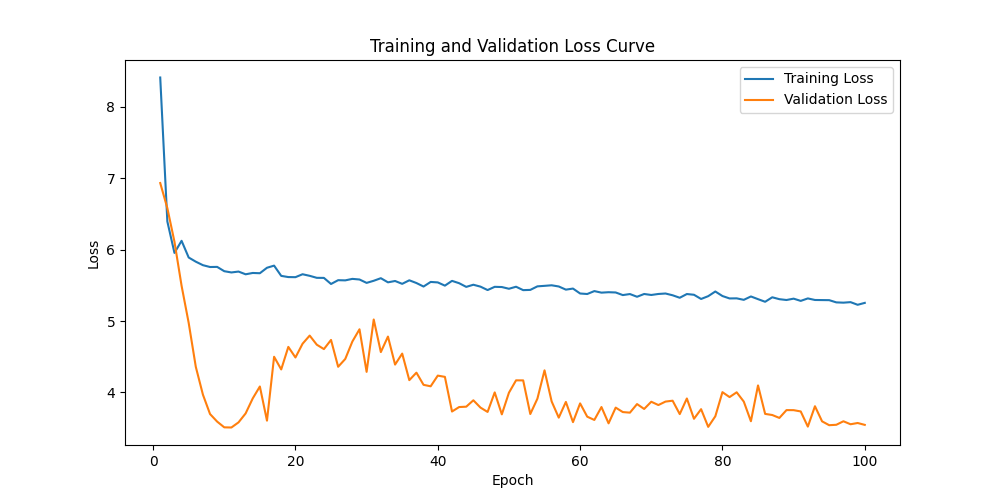 Training and Validation Loss Curve
Training Loss
Validation Loss
8
7
6
5
4
Loss
0 20 40 60 80 100
Epoch